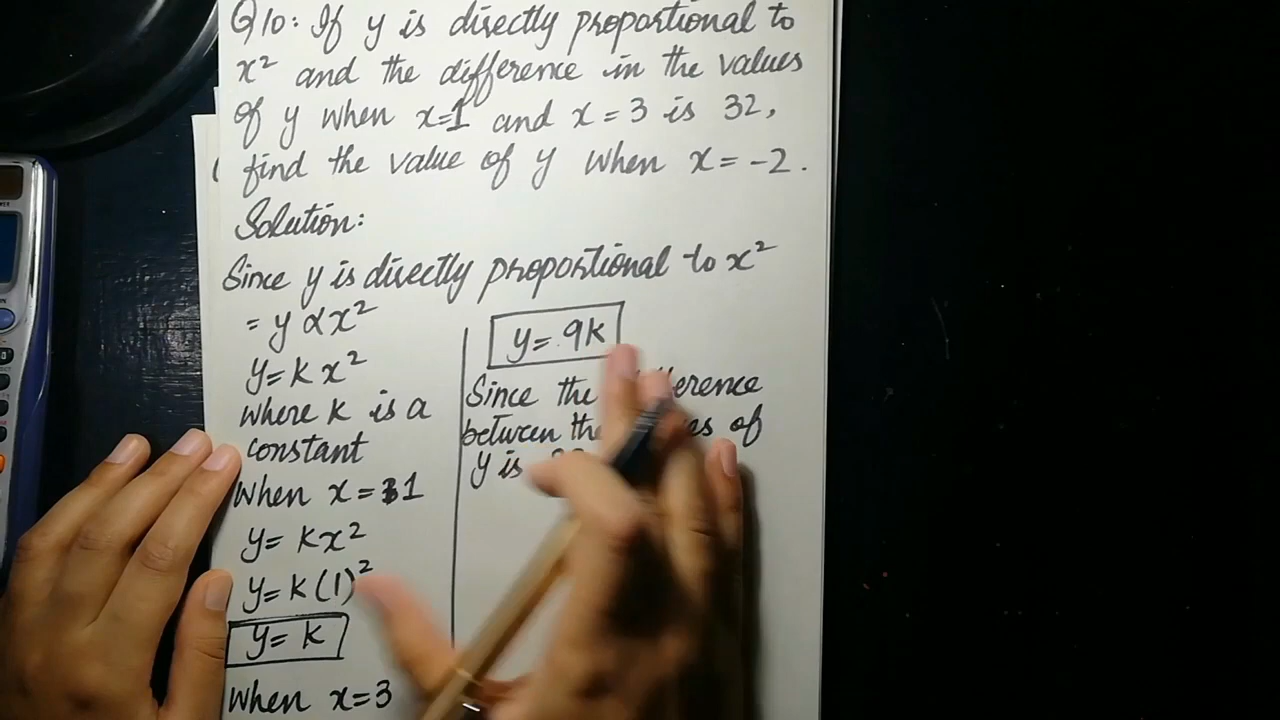 Q10: If y is directly proportional to
x² and the difference in the values
of y when x=1 and x = 3 is 32,
find the value of y when x = -2.
Solution:
Since y is directly proportional to x²
= y ∝ x²
y = k x²
where k is a
constant
When x = 1
y = kx²
y = k(1)²
y = k
When x=3
y = 9k
Since the
between
y is